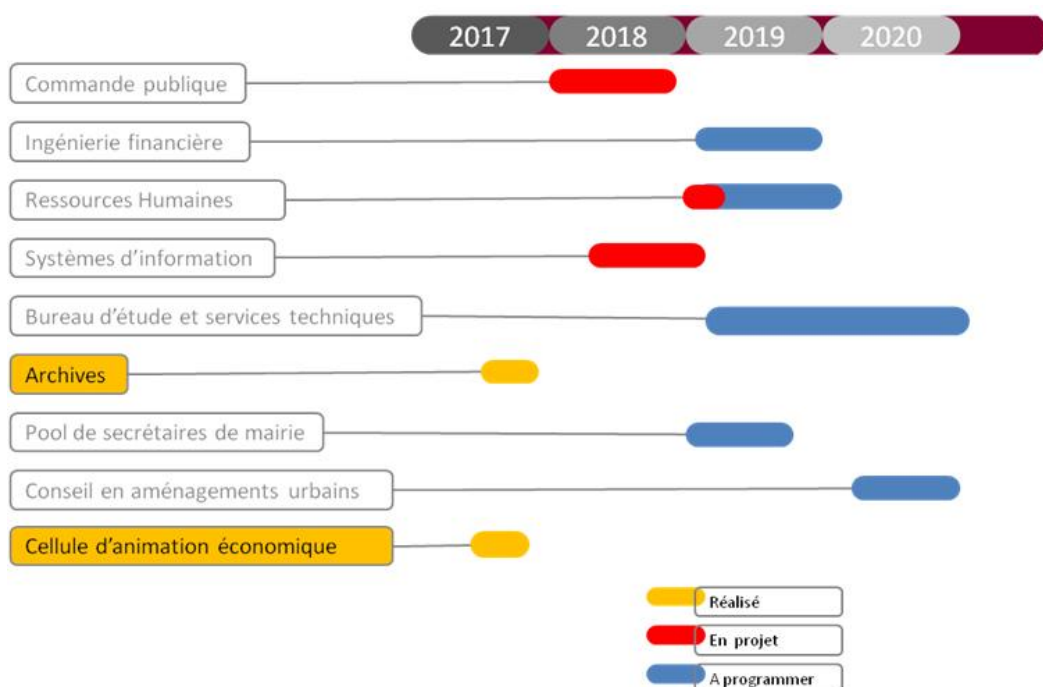 2017 2018 2019 2020
Commande publique
Ingénierie financière
Ressources Humaines
Systèmes d'information
Bureau d'étude et services techniques
Archives
Pool de secrétaires de mairie
Conseil en aménagements urbains
Cellule d'animation économique
Réalisé
En projet
A programmer